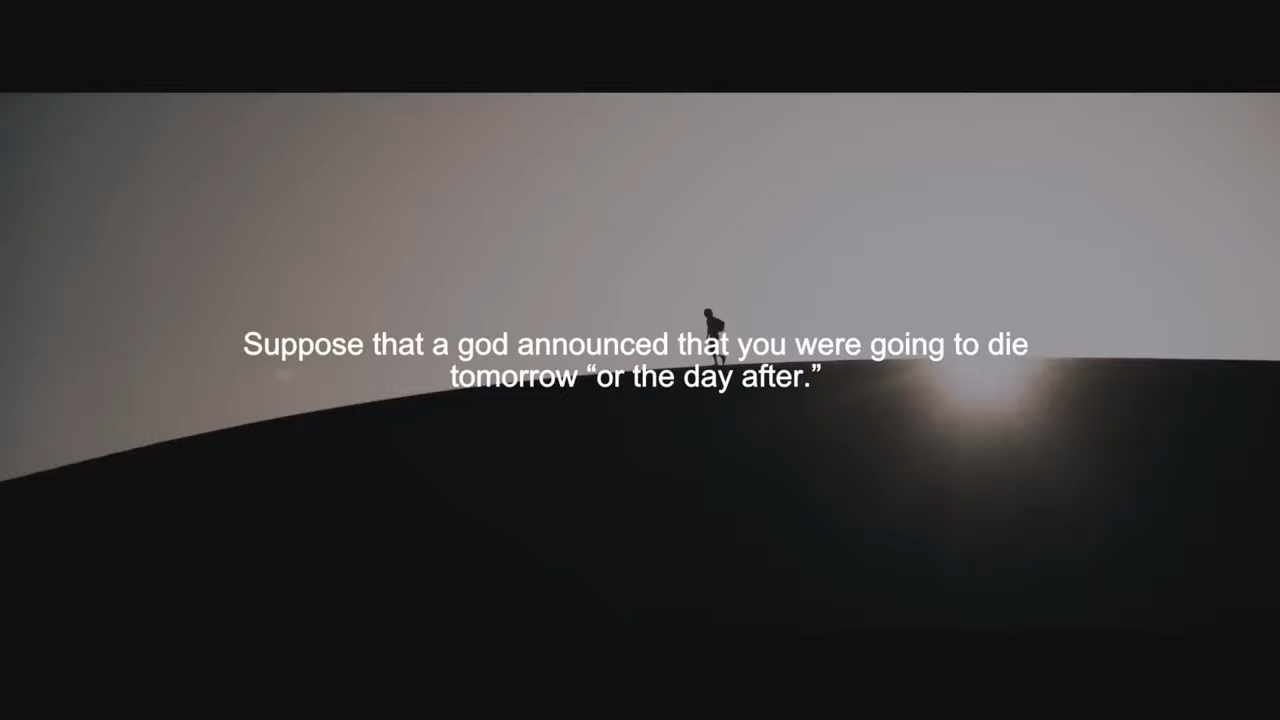 Suppose that a god announced that you were going to die
tomorrow “or the day after.”